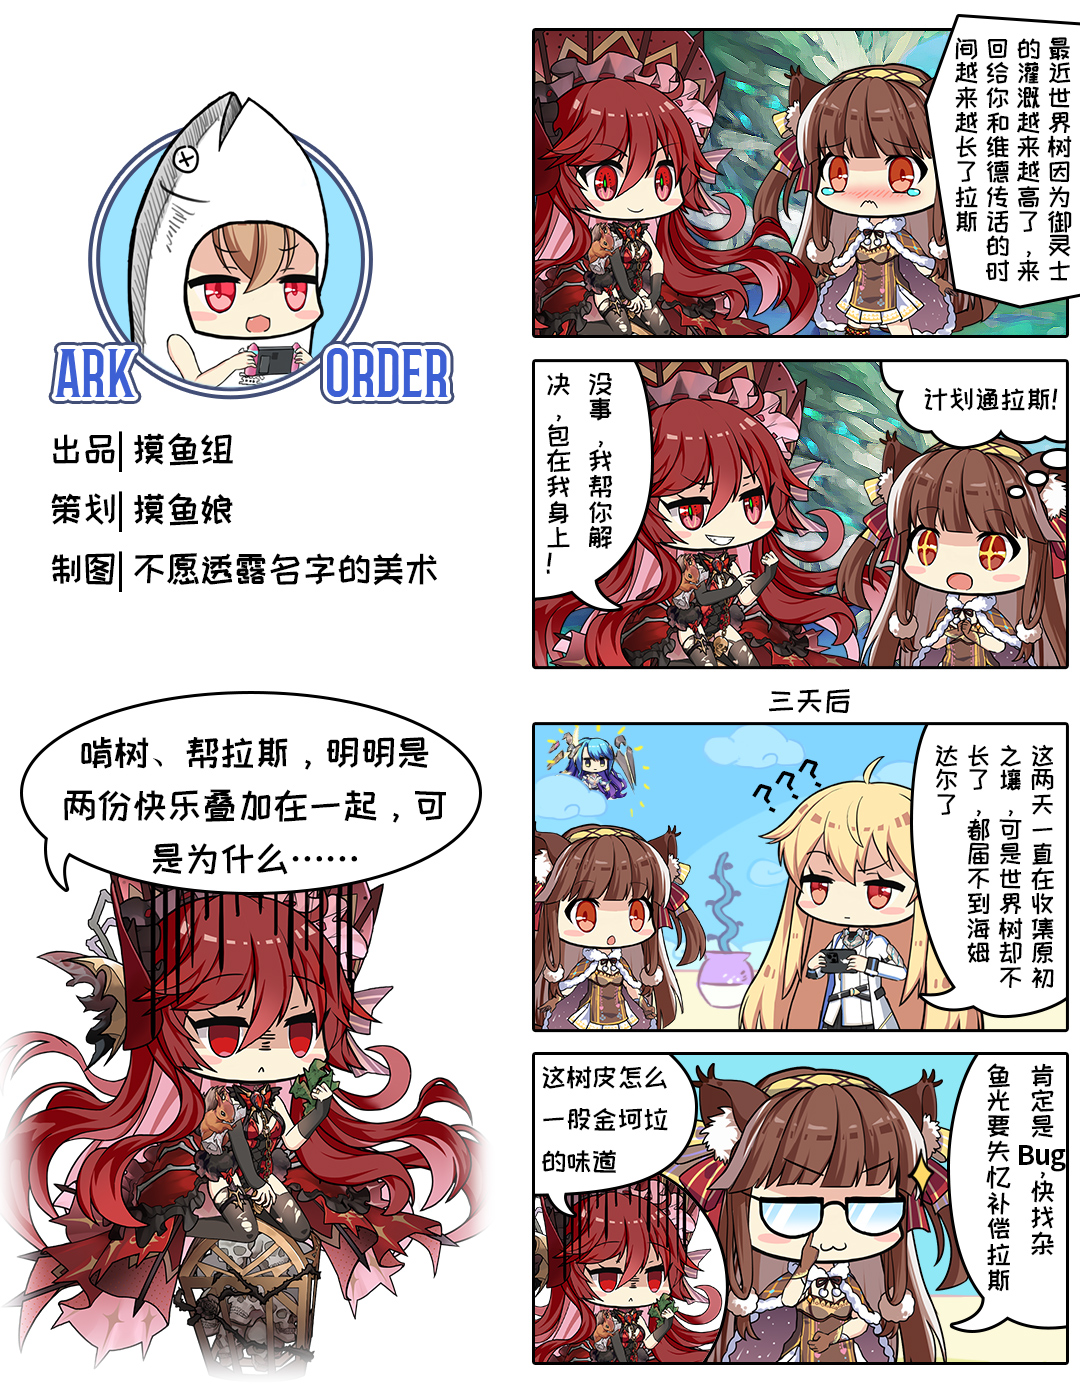 ARK ORDER
出品 摸鱼组
策划 摸鱼娘
制图 不愿透露名字的美术
啃树、帮拉斯，明明是
两份快乐叠加在一起，可
是为什么……
最近世界树因为御灵士
的灌溉越来越高了，来
回给你和维德传话的时
间越来越长了拉斯
没事，我帮你解
决，包在我身上！
计划通拉斯!
三天后
???
这两天一直在收集原初
之壤，可是世界树却不
长了，都届不到海姆
达尔了
这树皮怎么
一股金坷垃
的味道
肯定是Bug，快找杂
鱼光要失忆补偿拉斯